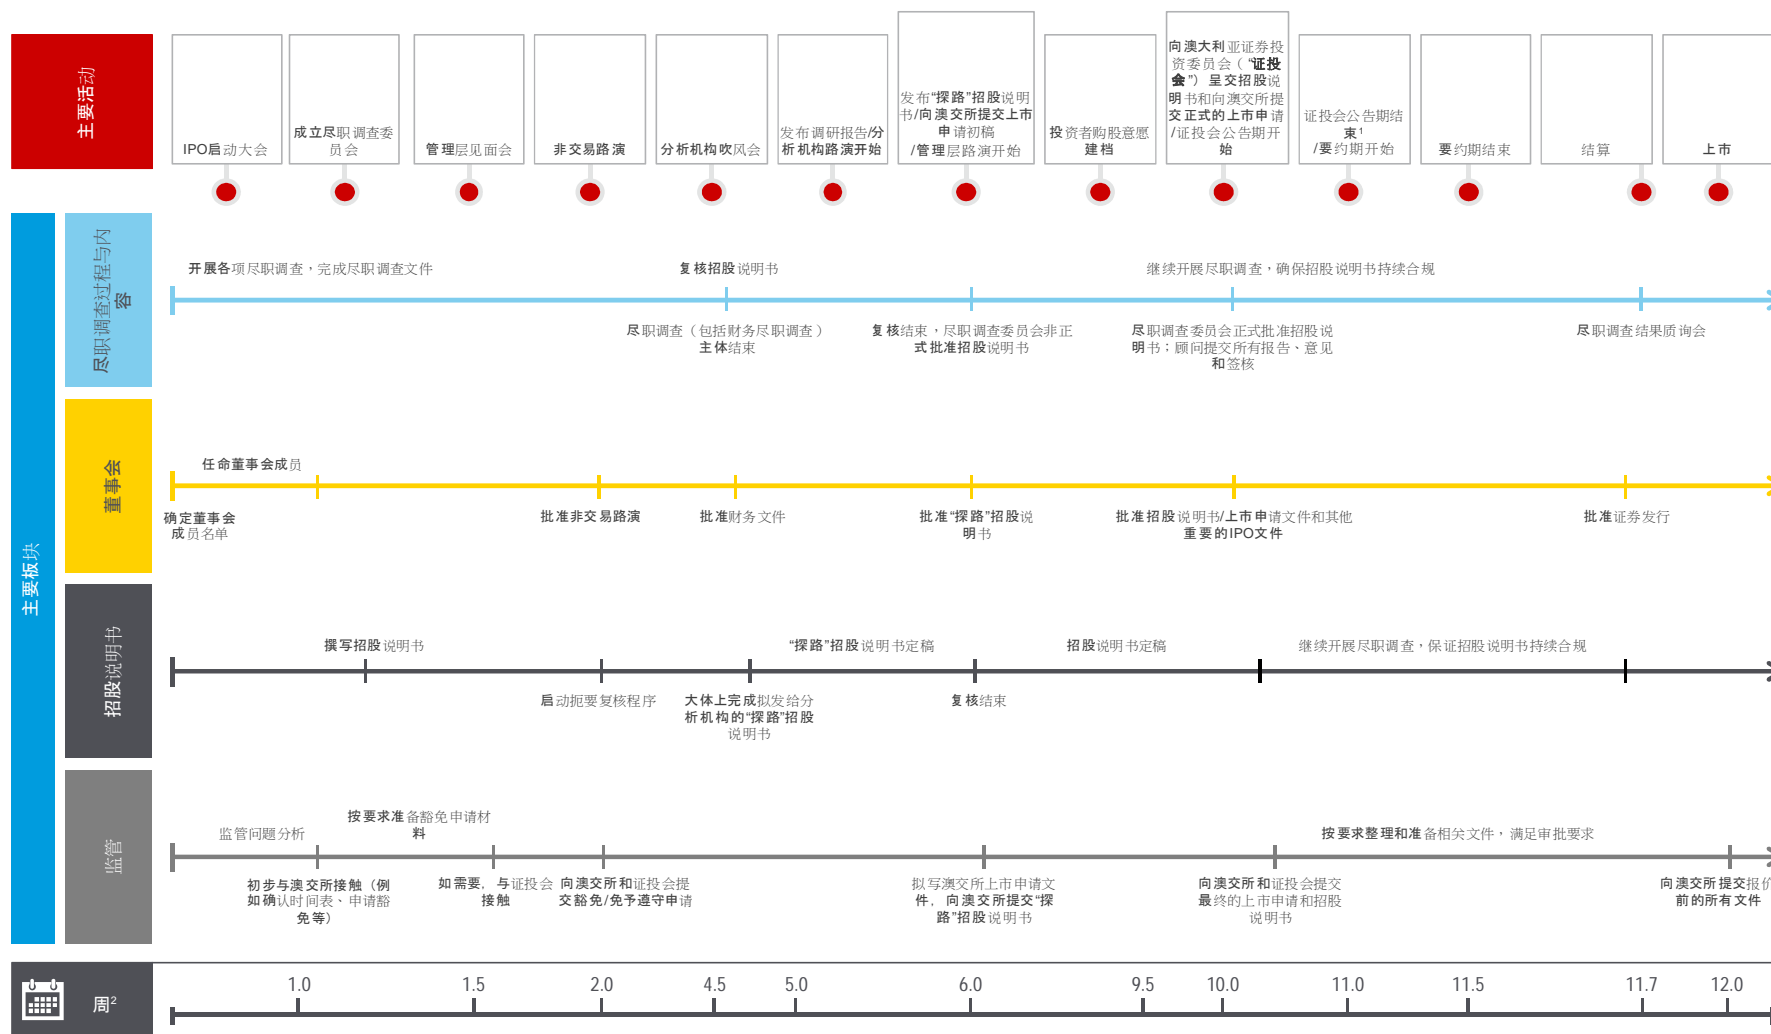 主要活动
IPO启动大会
成立尽职调查委
员会
管理层见面会
非交易路演
分析机构吹风会
发布调研报告/分
析机构路演开始
发布“探路”招股说明
书/向澳交所提交上市
申请初稿
/管理层路演开始
投资者购股意愿
建档
向澳大利亚证券投
资委员会（“证投
会”）呈交招股说
明书和向澳交所提
交正式的上市申请
/证投会公告期开
始
证投会公告期结
束1
/要约期开始
要约期结束
结算
上市
主要板块
尽职调查过程与内
容
开展各项尽职调查，完成尽职调查文件
复核招股说明书
继续开展尽职调查，确保招股说明书持续合规
尽职调查（包括财务尽职调查）
主体结束
复核结束，尽职调查委员会非正
式批准招股说明书
尽职调查委员会正式批准招股说
明书；顾问提交所有报告、意见
和签核
尽职调查结果质询会
董事会
任命董事会成员
确定董事会
成员名单
批准非交易路演
批准财务文件
批准“探路”招股说
明书
批准招股说明书/上市申请文件和其他
重要的IPO文件
批准证券发行
招股说明书
撰写招股说明书
“探路”招股说明书定稿
招股说明书定稿
继续开展尽职调查，保证招股说明书持续合规
启动扼要复核程序
大体上完成拟发给分
析机构的“探路”招股
说明书
复核结束
监管
监管问题分析
按要求准备豁免申请材
料
按要求整理和准备相关文件，满足审批要求
初步与澳交所接触（例
如确认时间表、申请豁
免等）
如需要，与证投会
接触
向澳交所和证投会提
交豁免/免予遵守申请
拟写澳交所上市申请文
件，向澳交所提交“探
路”招股说明书
向澳交所和证投会提交
最终的上市申请和招股
说明书
向澳交所提交报价
前的所有文件
周2
1.0
1.5
2.0
4.5
5.0
6.0
9.5
10.0
11.0
11.5
11.7
12.0